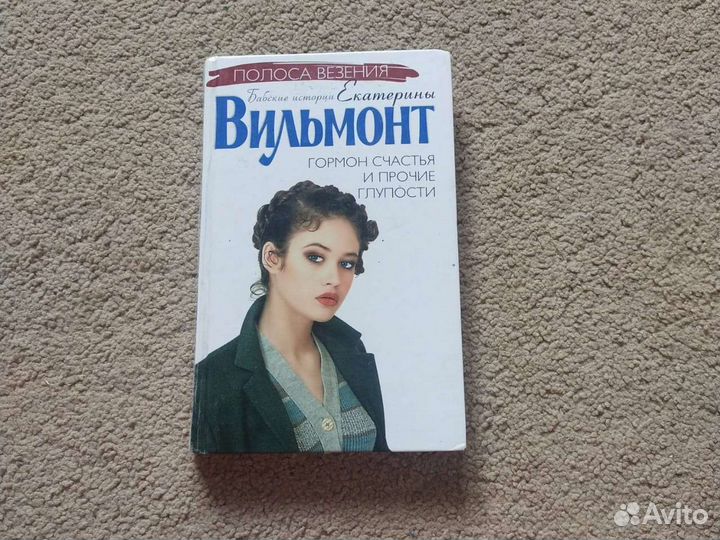 ПОЛОСА ВЕЗЕНИЯ
Бабские истории Екатерины
ВИЛЬМОНТ
ГОРМОН СЧАСТЬЯ
И ПРОЧИЕ
ГЛУПОСТИ
Avito